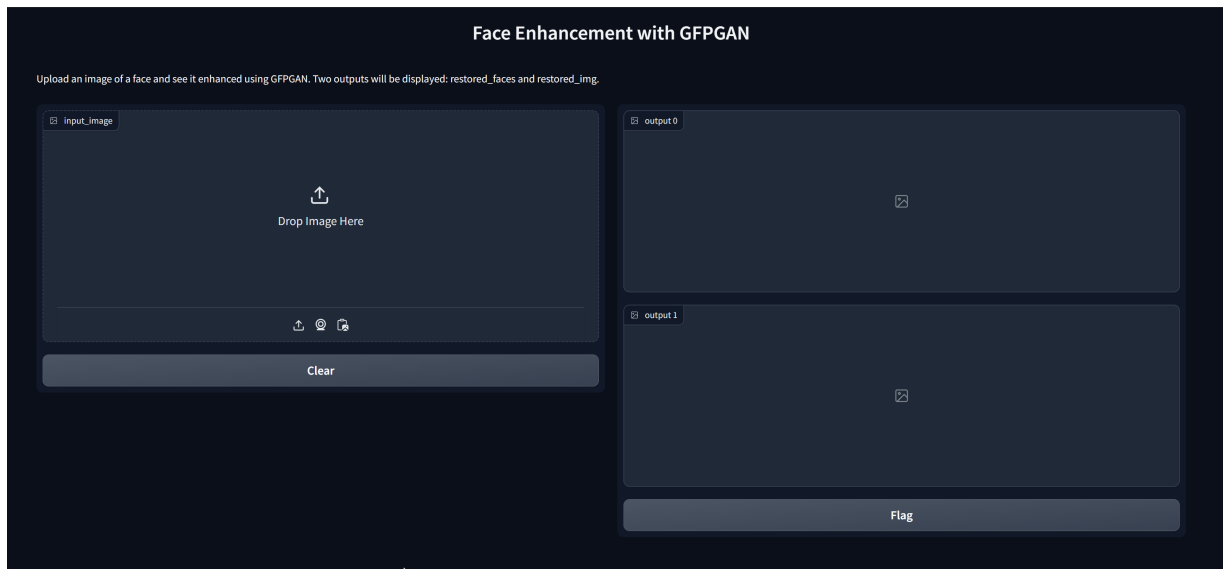 Face Enhancement with GFPGAN
Upload an image of a face and see it enhanced using GFPGAN. Two outputs will be displayed: restored_faces and restored_img.
input_image
Drop Image Here
Clear
output 0
output 1
Flag